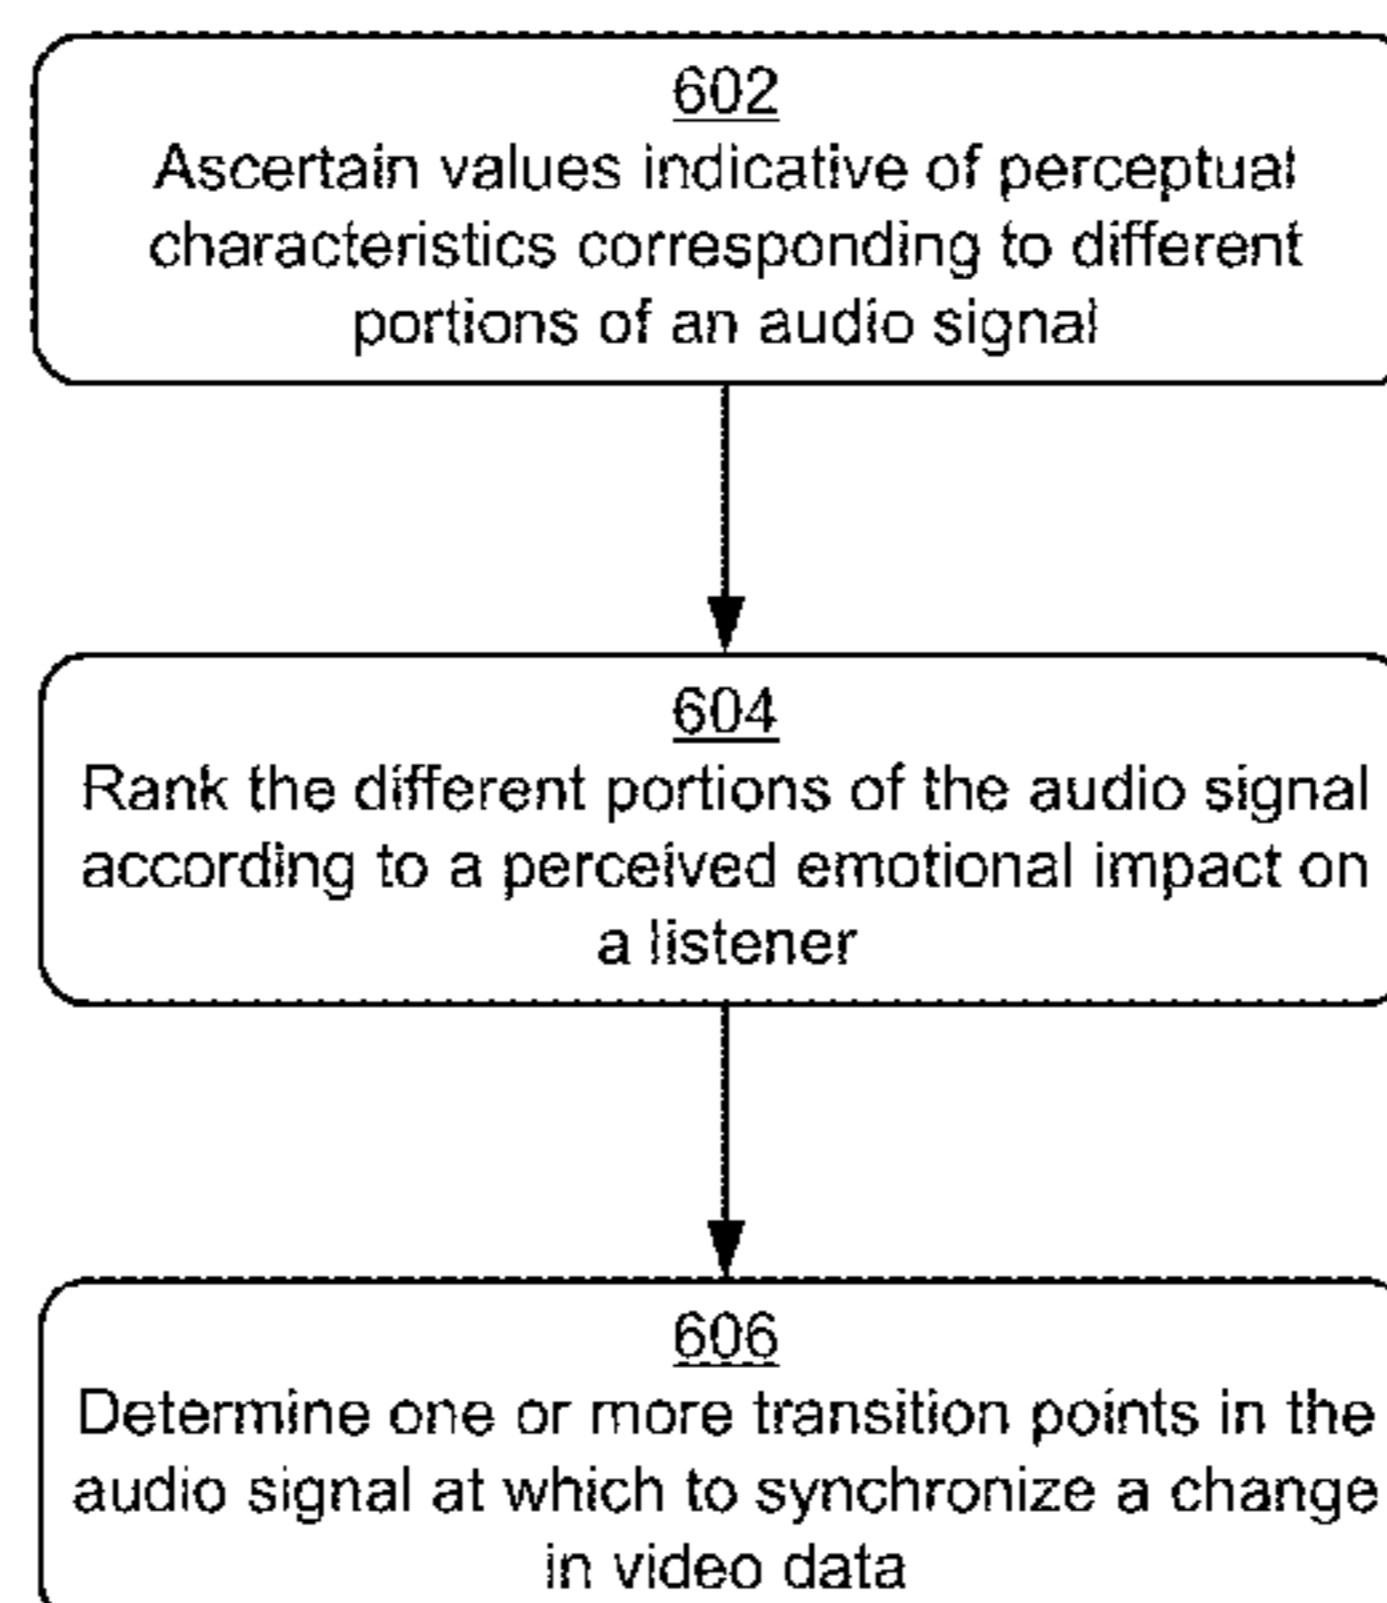 602
Ascertain values indicative of perceptual
characteristics corresponding to different
portions of an audio signal
604
Rank the different portions of the audio signal
according to a perceived emotional impact on
a listener
606
Determine one or more transition points in the
audio signal at which to synchronize a change
in video data